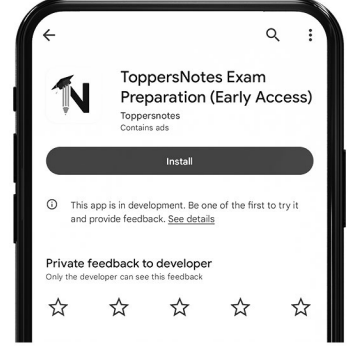 ToppersNotes Exam
Preparation (Early Access)
Toppersnotes
Contains ads
Install
This app is in development. Be one of the first to try it
and provide feedback. See details
Private feedback to developer
Only the developer can see this feedback